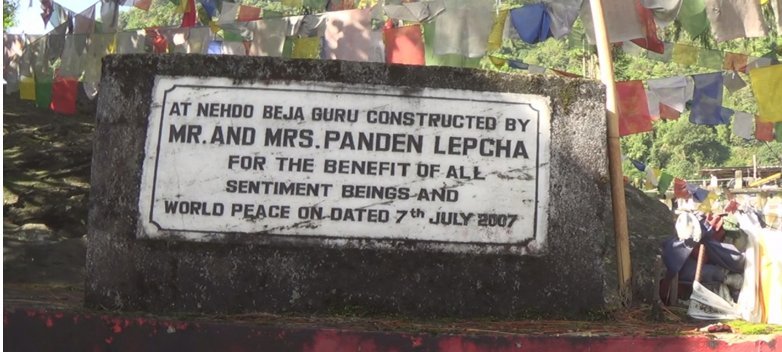 AT NEHDO BEJA GURU CONSTRUCTED BY
MR. AND MRS. PANDEN LEPCHA
FOR THE BENEFIT OF ALL
SENTIMENT BEINGS AND
WORLD PEACE ON DATED 7th JULY 2007